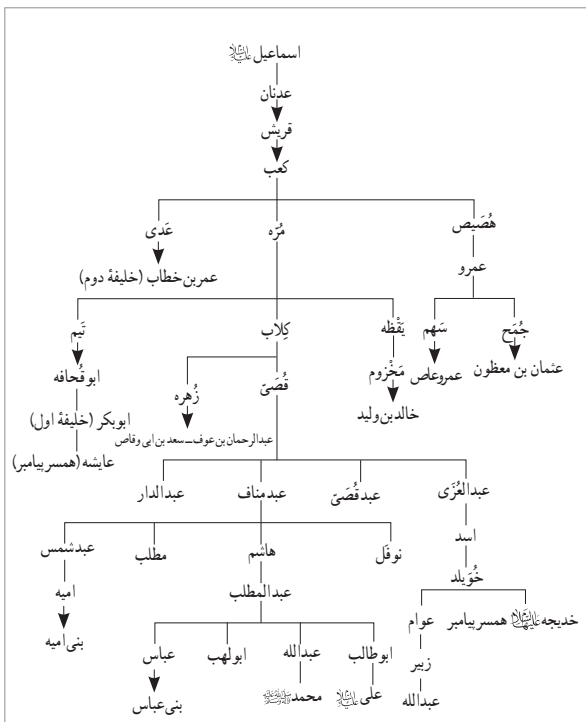 اسماعیل علیه‌السلام
عدنان
قریش
کعب
هُصَیص مُرّه عَدی
عمرو عمربن‌خطاب (خلیفهٔ دوم)
جُمَح سَهم یَقْظه کِلاب تَیم
عثمان بن معظون عمروعاص مَخْزوم ابوقُحافه
قُصَیّ زُهره
خالدبن‌ولید ابوبکر (خلیفهٔ اول)
عبدالرحمان‌بن‌عوف ــ سعدبن‌ابی‌وقاص
عایشه (همسرپیامبر)
عبدالعُزَی عبدقُصَیّ عبدمناف عبدالدار
اسد
نوفَل هاشم مطلب عبدشمس
خُوَیلد
عبدالمطلب امیه
خدیجه علیهاالسلام همسرپیامبر عوام
بنی‌امیه
ابوطالب عبدالله ابولهب عباس
زبیر
علی علیه‌السلام محمد صلی‌الله‌علیه‌وآله بنی‌عباس
عبدالله